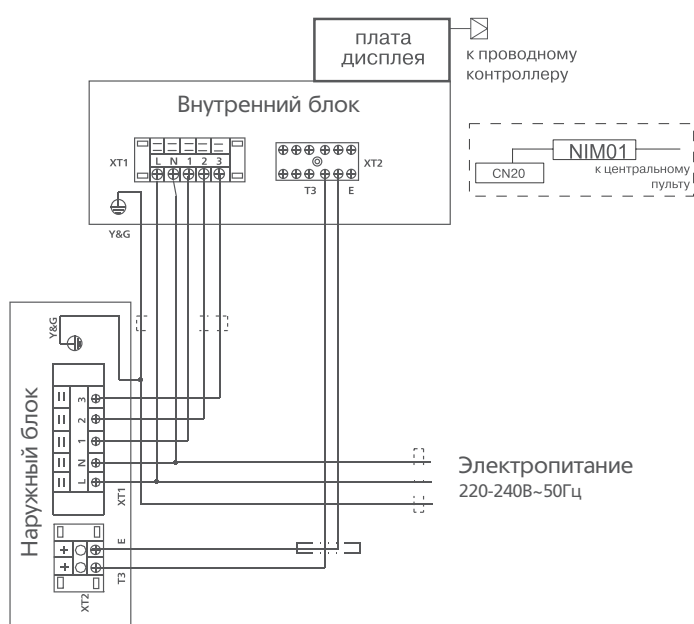 плата
дисплея
к проводному
контроллеру
Внутренний блок
XT1
L N 1 2 3
XT2
T3 E
Y&G
NIM01
CN20
к центральному
пульту
Наружный блок
Y&G
3
2
1
N
L
XT1
E
T3
XT2
Электропитание
220-240В~50Гц